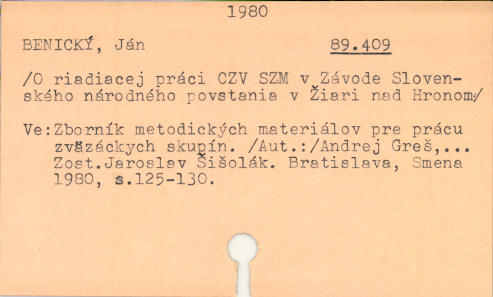 1980
BENICKÝ, Ján 89.409
/O riadiacej práci CZV SZM v Závode Sloven-
ského národného povstania v Žiari nad Hronom/
Ve:Zborník metodických materiálov pre prácu
zväzáckych skupín. /Aut.:/Andrej Greš,...
Zost.Jaroslav Šišolák. Bratislava, Smena
1980, s.125-130.